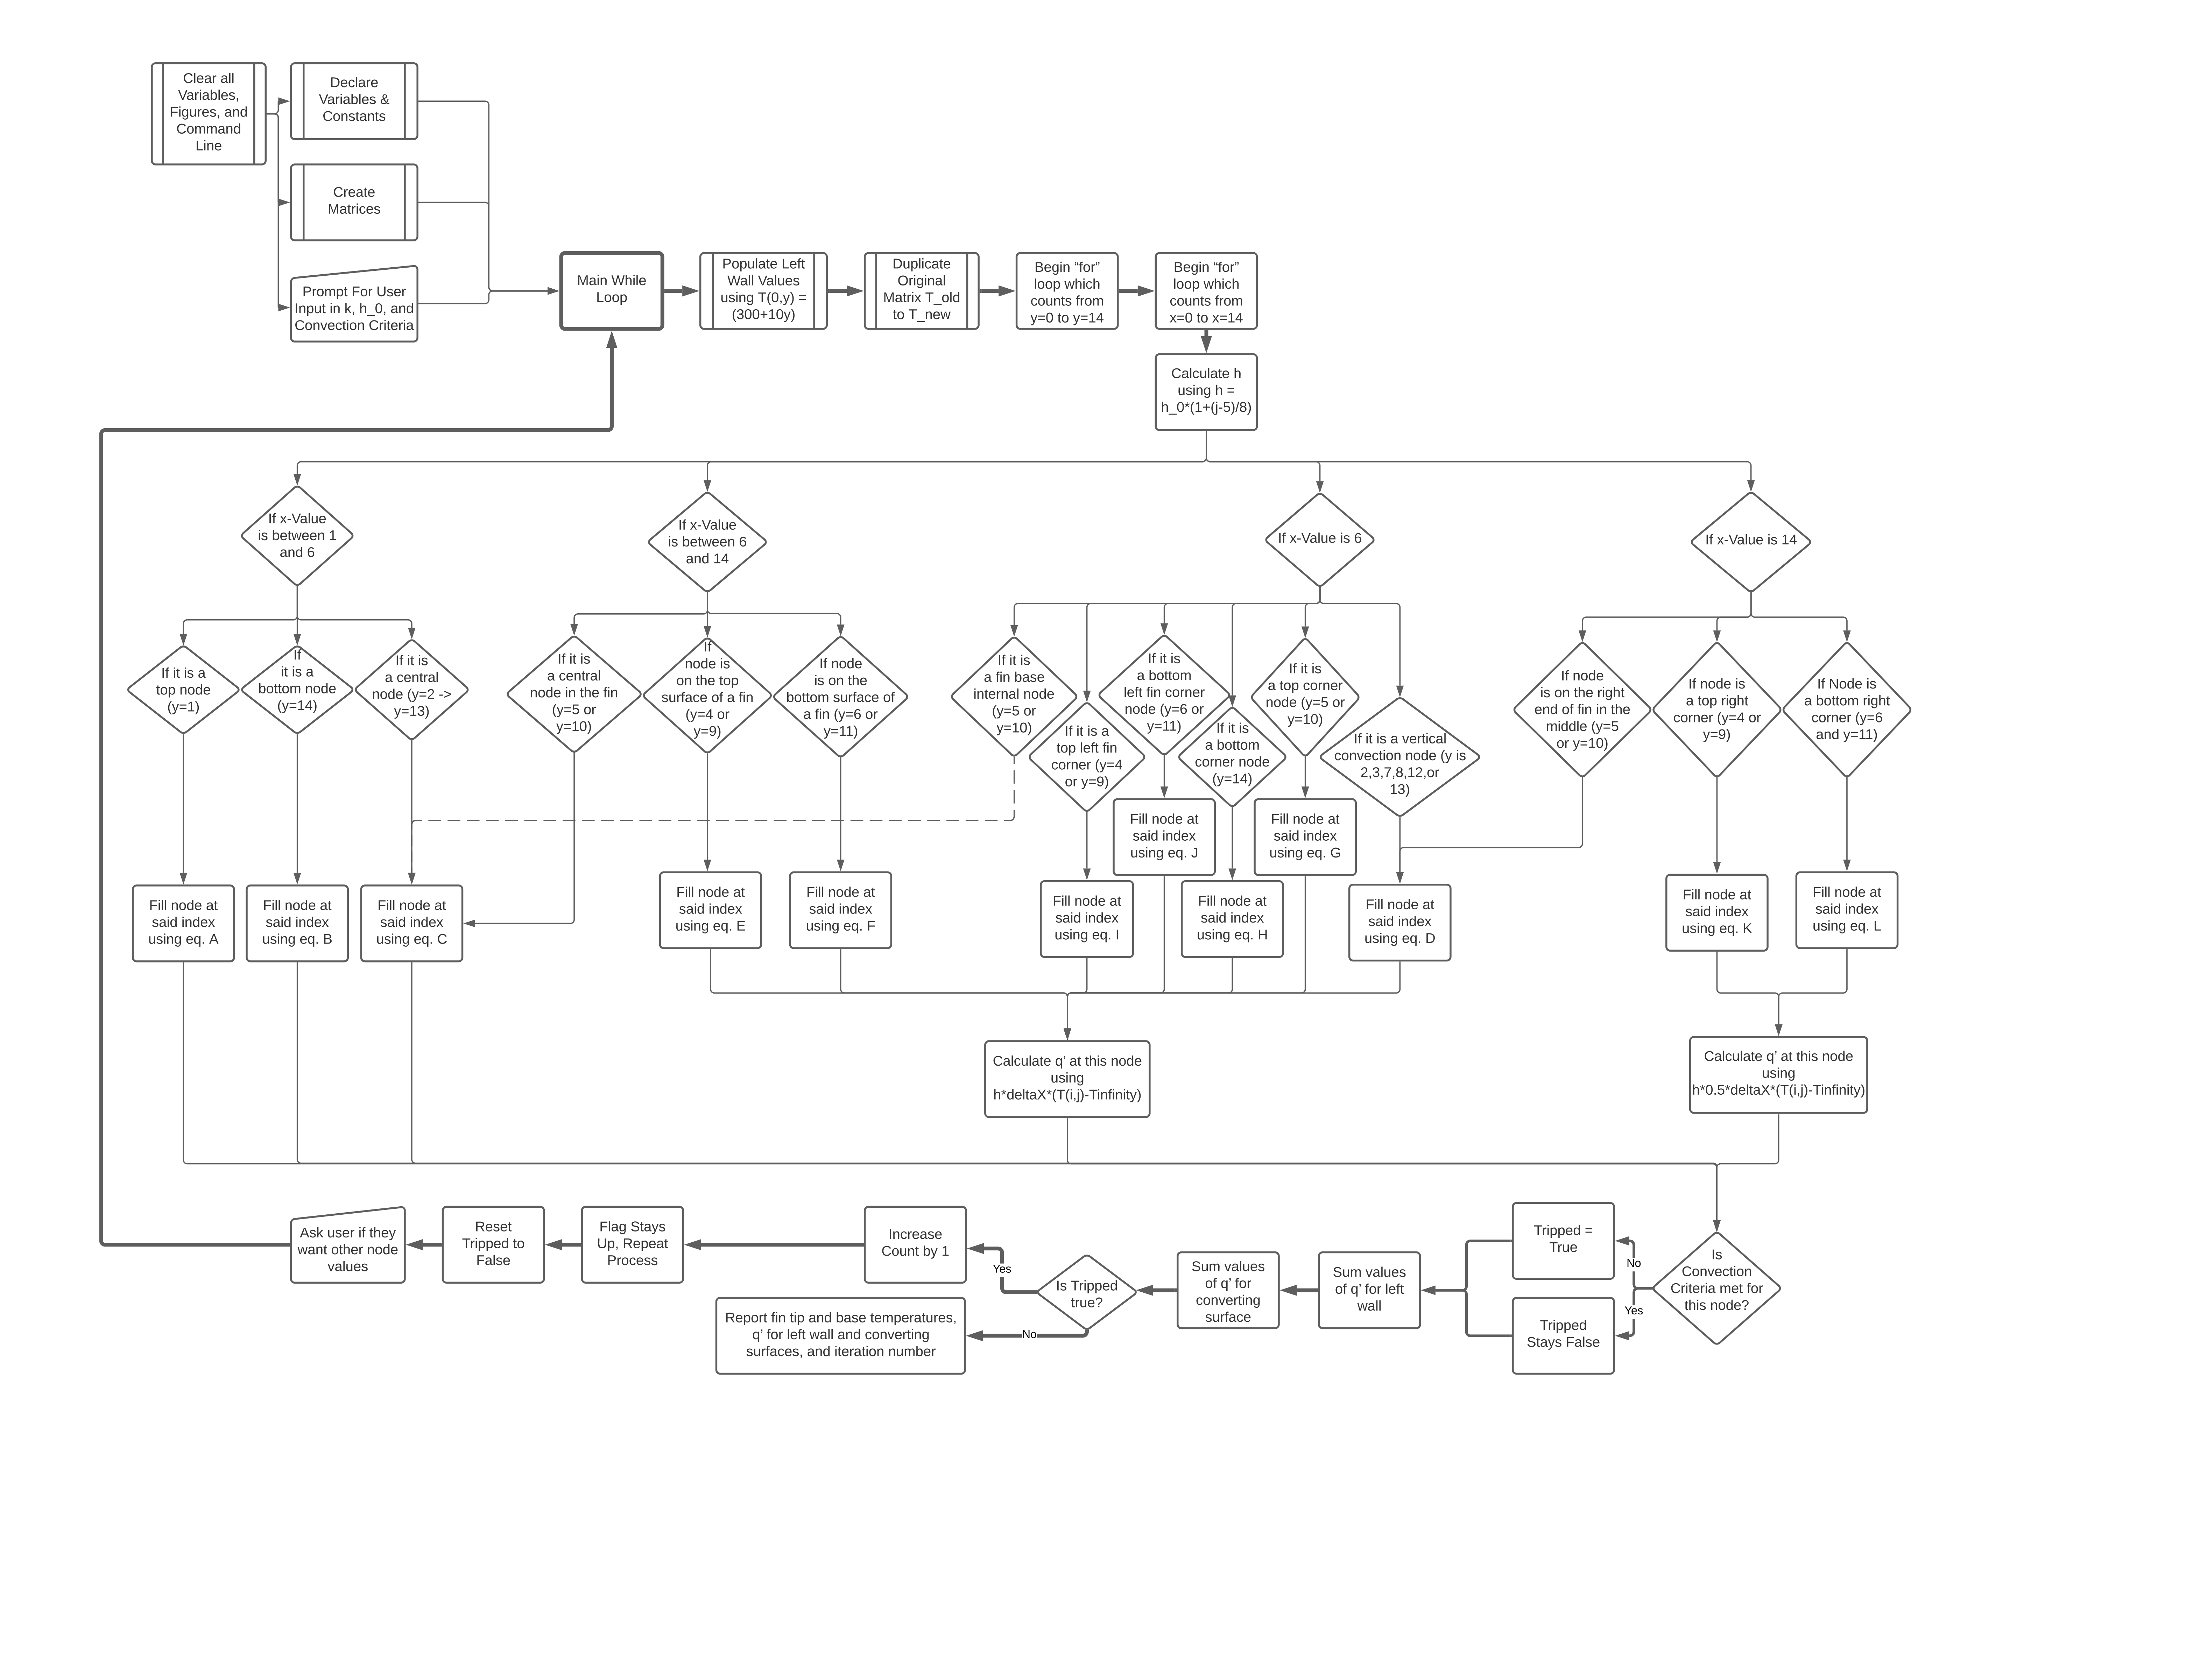 Clear all
Variables,
Figures, and
Command
Line
Declare
Variables &
Constants
Create
Matrices
Prompt For User
Input in k, h_0, and
Convection Criteria
Main While
Loop
Populate Left
Wall Values
using T(0,y) =
(300+10y)
Duplicate
Original
Matrix T_old
to T_new
Begin “for”
loop which
counts from
y=0 to y=14
Begin “for”
loop which
counts from
x=0 to x=14
Calculate h
using h =
h_0*(1+(j-5)/8)
If x-Value
is between 1
and 6
If x-Value
is between 6
and 14
If x-Value is 6
If x-Value is 14
If it is a
top node
(y=1)
If
it is a
bottom node
(y=14)
If it is
a central
node (y=2 ->
y=13)
If it is
a central
node in the fin
(y=5 or
y=10)
If
node is
on the top
surface of a fin
(y=4 or
y=9)
If node
is on the
bottom surface of
a fin (y=6 or
y=11)
If it is
a fin base
internal node
(y=5 or
y=10)
If it is a
top left fin
corner (y=4
or y=9)
If it is
a bottom
left fin corner
node (y=6 or
y=11)
If it is
a bottom
corner node
(y=14)
If it is
a top corner
node (y=5 or
y=10)
If it is a vertical
convection node (y is
2,3,7,8,12,or
13)
If node
is on the right
end of fin in the
middle (y=5
or y=10)
If node is
a top right
corner (y=4 or
y=9)
If Node is
a bottom right
corner (y=6
and y=11)
Fill node at
said index
using eq. A
Fill node at
said index
using eq. B
Fill node at
said index
using eq. C
Fill node at
said index
using eq. E
Fill node at
said index
using eq. F
Fill node at
said index
using eq. I
Fill node at
said index
using eq. J
Fill node at
said index
using eq. H
Fill node at
said index
using eq. G
Fill node at
said index
using eq. D
Fill node at
said index
using eq. K
Fill node at
said index
using eq. L
Calculate q’ at this node
using
h*deltaX*(T(i,j)-Tinfinity)
Calculate q’ at this node
using
h*0.5*deltaX*(T(i,j)-Tinfinity)
Is
Convection
Criteria met for
this node?
No
Yes
Tripped =
True
Tripped
Stays False
Sum values
of q’ for left
wall
Sum values
of q’ for
converting
surface
Is Tripped
true?
Yes
No
Increase
Count by 1
Flag Stays
Up, Repeat
Process
Reset
Tripped to
False
Ask user if they
want other node
values
Report fin tip and base temperatures,
q’ for left wall and converting
surfaces, and iteration number